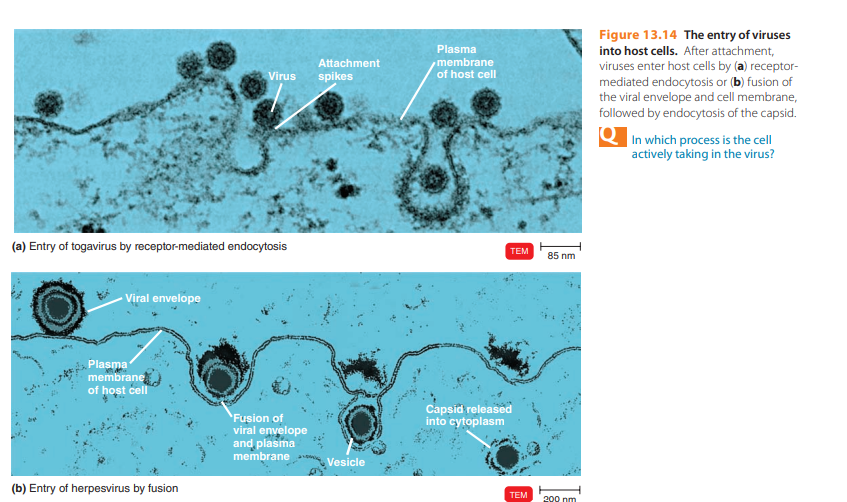 Virus
Attachment
spikes
Plasma
membrane
of host cell
(a) Entry of togavirus by receptor-mediated endocytosis
TEM
85 nm
Viral envelope
Plasma
membrane
of host cell
Fusion of
viral envelope
and plasma
membrane
Vesicle
Capsid released
into cytoplasm
(b) Entry of herpesvirus by fusion
TEM
200 nm
Figure 13.14 The entry of viruses
into host cells. After attachment,
viruses enter host cells by (a) receptor-
mediated endocytosis or (b) fusion of
the viral envelope and cell membrane,
followed by endocytosis of the capsid.
Q
In which process is the cell
actively taking in the virus?